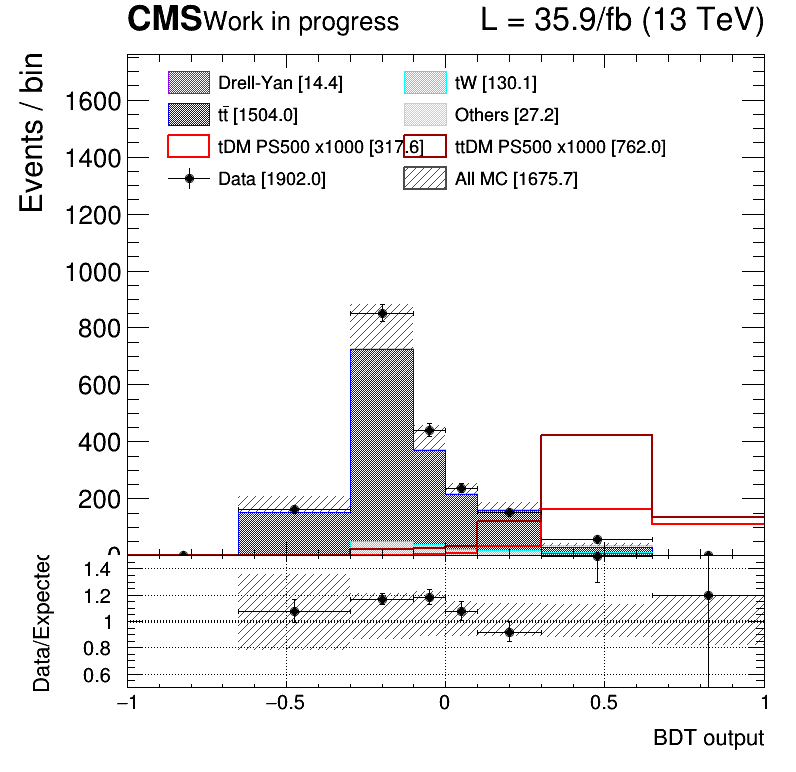 CMS Work in progress L = 35.9/fb (13 TeV)
Events / bin
Drell-Yan [14.4] tW [130.1]
tt̄ [1504.0] Others [27.2]
tDM PS500 x1000 [317.6] ttDM PS500 x1000 [762.0]
Data [1902.0] All MC [1675.7]
1600
1400
1200
1000
800
600
400
200
0
Data/Expected
1.4
1.2
1
0.8
0.6
−1 −0.5 0 0.5 1
BDT output